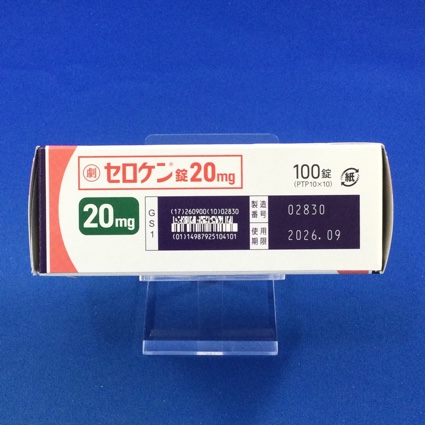 劇 セロケン®錠20mg
100錠
(PTP10×10)
紙
20mg
GS1
(17)260900(10)02830
(01)14987925104101
製造番号 02830
使用期限 2026.09